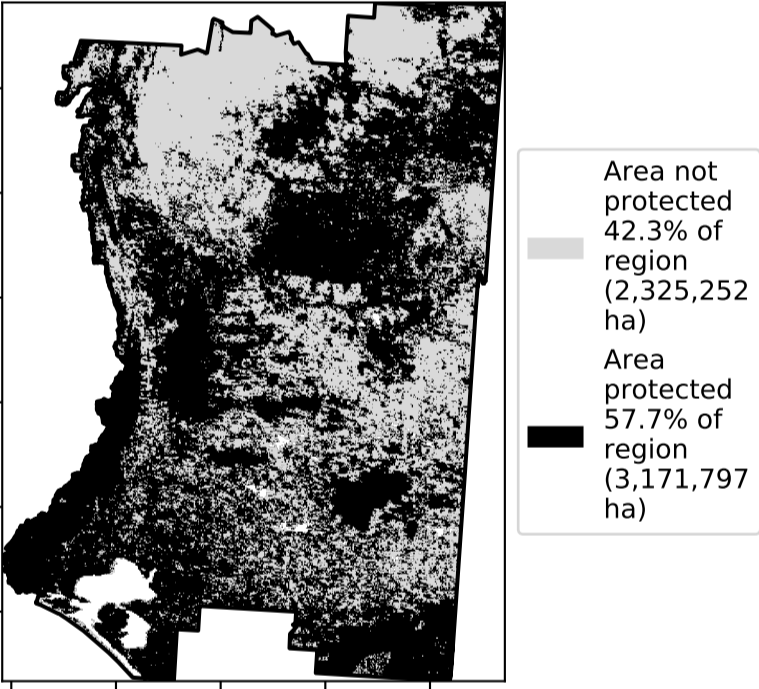 Area not
protected
42.3% of
region
(2,325,252
ha)
Area
protected
57.7% of
region
(3,171,797
ha)